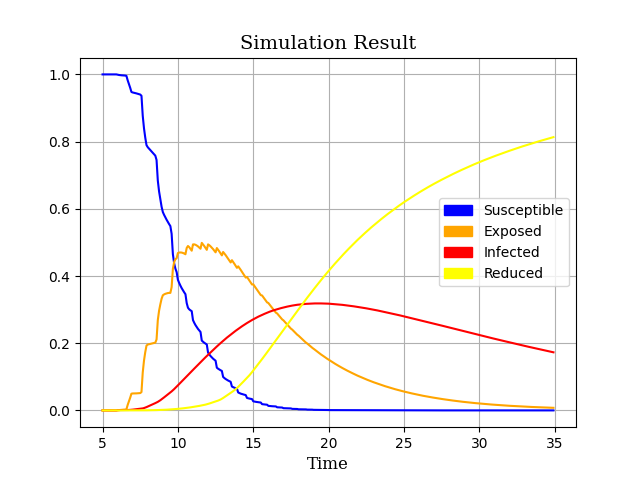 Simulation Result
1.0
0.8
0.6
0.4
0.2
0.0
Susceptible
Exposed
Infected
Reduced
5 10 15 20 25 30 35
Time